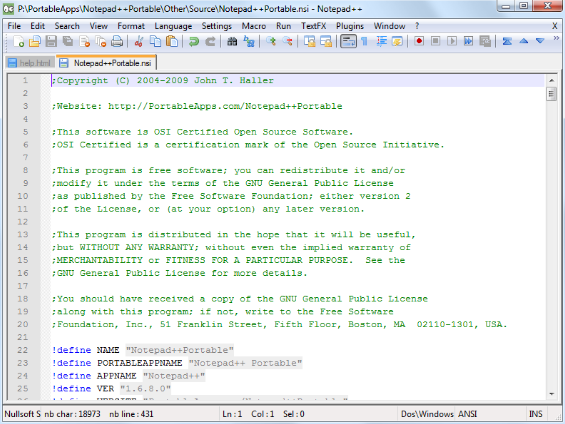 P:\PortableApps\Notepad++Portable\Other\Source\Notepad++Portable.nsi - Notepad++
File Edit Search View Format Language Settings Macro Run TextFX Plugins Window ? X
help.html Notepad++Portable.nsi
1 ;Copyright (C) 2004-2009 John T. Haller
2
3 ;Website: http://PortableApps.com/Notepad++Portable
4
5 ;This software is OSI Certified Open Source Software.
6 ;OSI Certified is a certification mark of the Open Source Initiative.
7
8 ;This program is free software; you can redistribute it and/or
9 ;modify it under the terms of the GNU General Public License
10 ;as published by the Free Software Foundation; either version 2
11 ;of the License, or (at your option) any later version.
12
13 ;This program is distributed in the hope that it will be useful,
14 ;but WITHOUT ANY WARRANTY; without even the implied warranty of
15 ;MERCHANTABILITY or FITNESS FOR A PARTICULAR PURPOSE.  See the
16 ;GNU General Public License for more details.
17
18 ;You should have received a copy of the GNU General Public License
19 ;along with this program; if not, write to the Free Software
20 ;Foundation, Inc., 51 Franklin Street, Fifth Floor, Boston, MA  02110-1301, USA.
21
22 !define NAME "Notepad++Portable"
23 !define PORTABLEAPPNAME "Notepad++ Portable"
24 !define APPNAME "Notepad++"
25 !define VER "1.6.8.0"
Nullsoft S nb char : 18973 nb line : 431 Ln : 1 Col : 1 Sel : 0 Dos\Windows ANSI INS